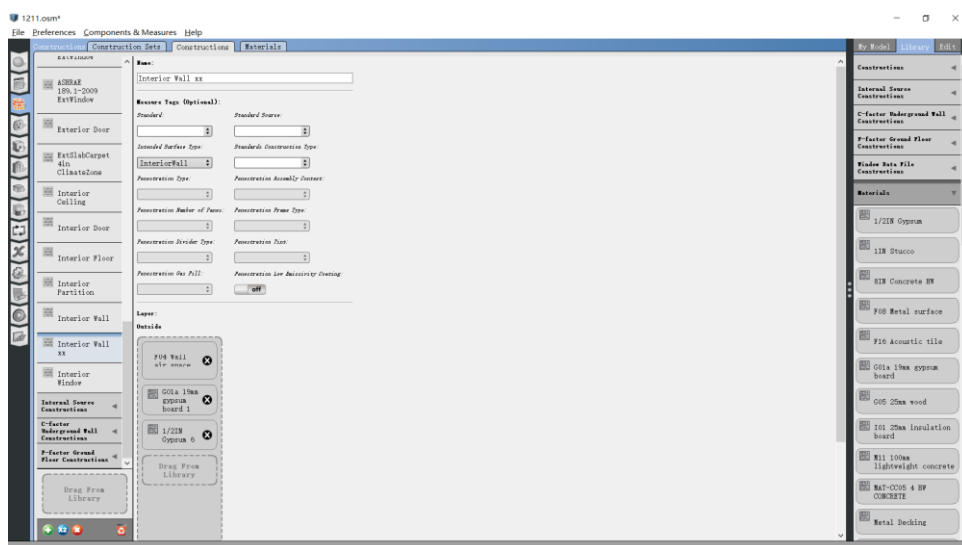 1211.osm*
File Preferences Components & Measures Help
Constructions
Construction Sets
Constructions
Materials
My Model
Library
Edit
ExtWindow
ASHRAE
189.1-2009
ExtWindow
Exterior Door
ExtSlabCarpet
4in
ClimateZone
Interior
Ceiling
Interior Door
Interior Floor
Interior
Partition
Interior Wall
Interior Wall
xx
Interior
Window
Internal Source
Constructions
C-factor
Underground Wall
Constructions
F-factor Ground
Floor Constructions
Drag From
Library
X2
Name:
Interior Wall xx
Measure Tags (Optional):
Standard:
Standard Source:
Intended Surface Type:
Standards Construction Type:
InteriorWall
Fenestration Type:
Fenestration Assembly Context:
Fenestration Number of Panes:
Fenestration Frame Type:
Fenestration Divider Type:
Fenestration Tint:
Fenestration Gas Fill:
Fenestration Low Emissivity Coating:
off
Layer:
Outside
F04 Wall
air space
G01a 19mm
gypsum
board 1
1/2IN
Gypsum 6
Drag From
Library
Constructions
Internal Source
Constructions
C-factor Underground Wall
Constructions
F-factor Ground Floor
Constructions
Window Data File
Constructions
Materials
1/2IN Gypsum
1IN Stucco
8IN Concrete HW
F08 Metal surface
F16 Acoustic tile
G01a 19mm gypsum
board
G05 25mm wood
I01 25mm insulation
board
M11 100mm
lightweight concrete
MAT-CC05 4 HW
CONCRETE
Metal Decking